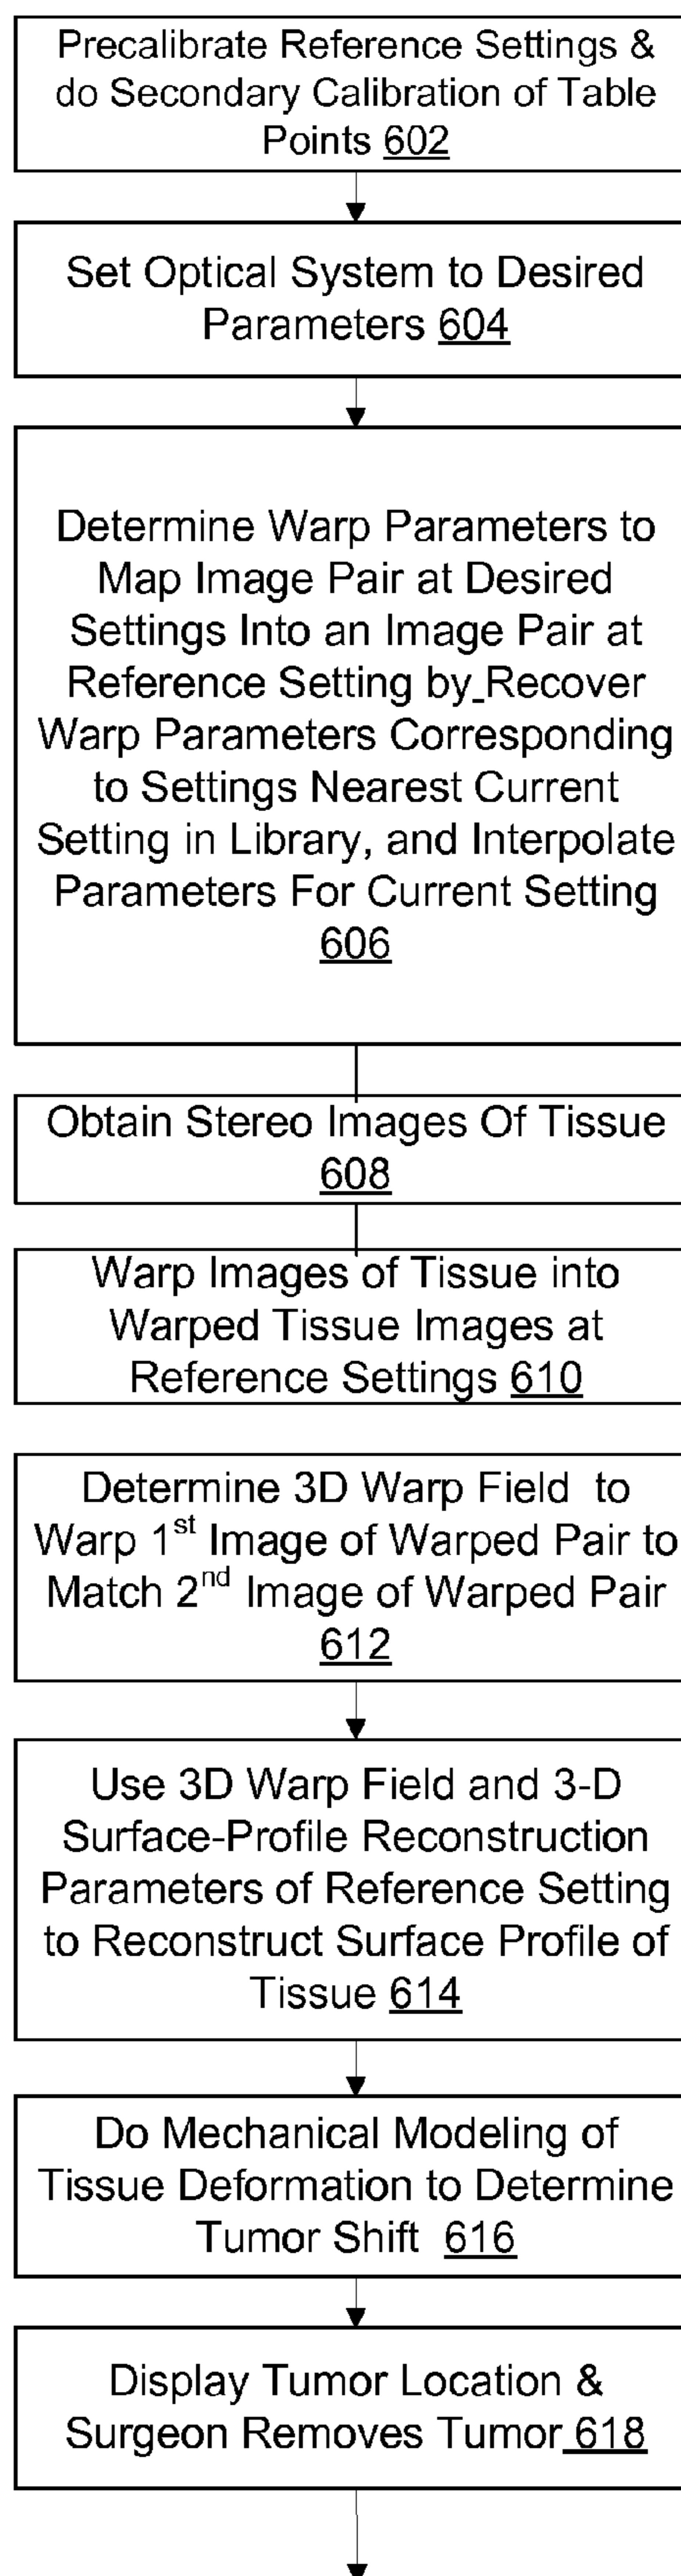 Precalibrate Reference Settings &
do Secondary Calibration of Table
Points 602
Set Optical System to Desired
Parameters 604
Determine Warp Parameters to
Map Image Pair at Desired
Settings Into an Image Pair at
Reference Setting by Recover
Warp Parameters Corresponding
to Settings Nearest Current
Setting in Library, and Interpolate
Parameters For Current Setting
606
Obtain Stereo Images Of Tissue
608
Warp Images of Tissue into
Warped Tissue Images at
Reference Settings 610
Determine 3D Warp Field to
Warp 1st Image of Warped Pair to
Match 2nd Image of Warped Pair
612
Use 3D Warp Field and 3-D
Surface-Profile Reconstruction
Parameters of Reference Setting
to Reconstruct Surface Profile of
Tissue 614
Do Mechanical Modeling of
Tissue Deformation to Determine
Tumor Shift 616
Display Tumor Location &
Surgeon Removes Tumor 618